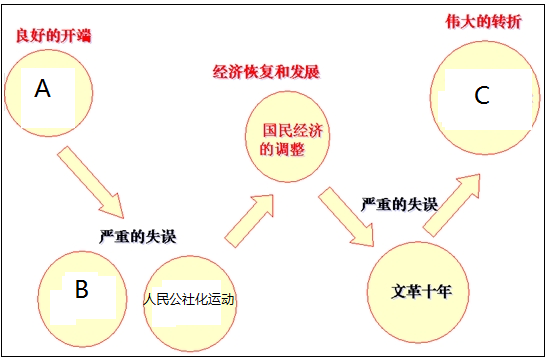 良好的开端
A
严重的失误
B
人民公社化运动
经济恢复和发展
国民经济
的调整
严重的失误
文革十年
伟大的转折
C